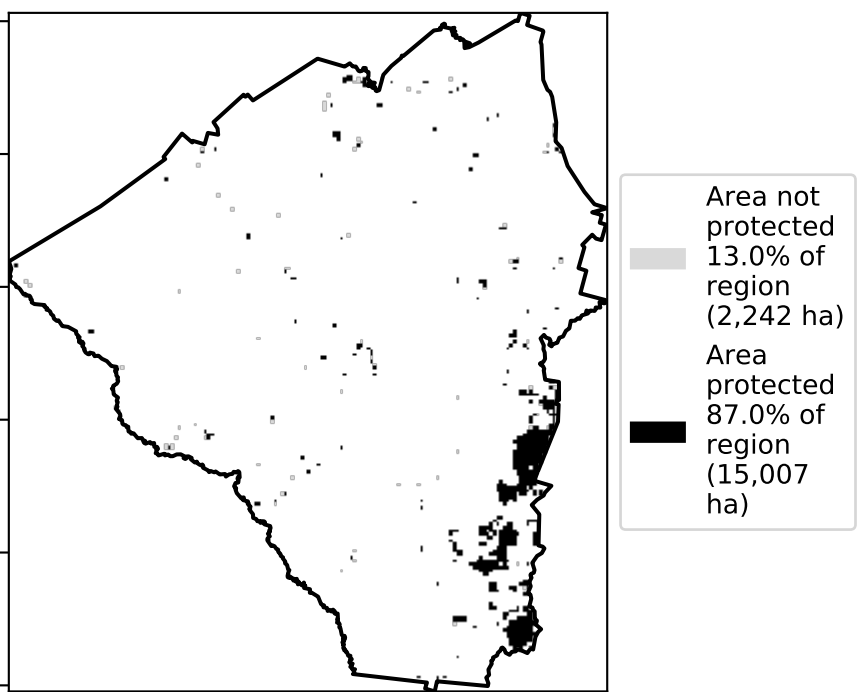 Area not
protected
13.0% of
region
(2,242 ha)
Area
protected
87.0% of
region
(15,007
ha)